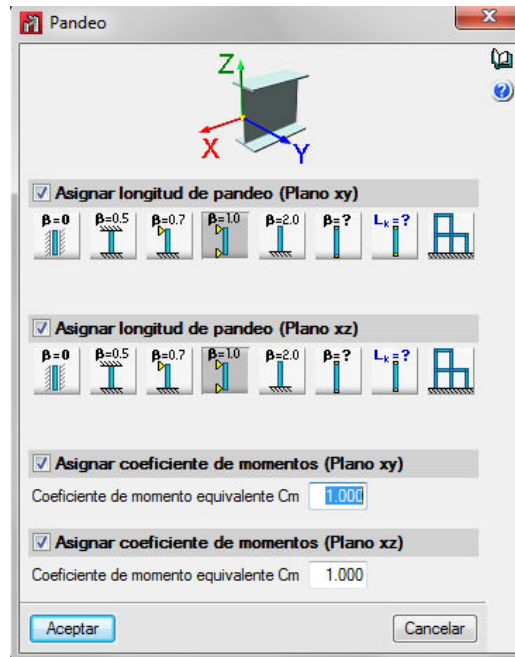 Pandeo
Z
X
Y
Asignar longitud de pandeo (Plano xy)
β=0 β=0.5 β=0.7 β=1.0 β=2.0 β=? Lk=?
Asignar longitud de pandeo (Plano xz)
β=0 β=0.5 β=0.7 β=1.0 β=2.0 β=? Lk=?
Asignar coeficiente de momentos (Plano xy)
Coeficiente de momento equivalente Cm 1.000
Asignar coeficiente de momentos (Plano xz)
Coeficiente de momento equivalente Cm 1.000
Aceptar Cancelar